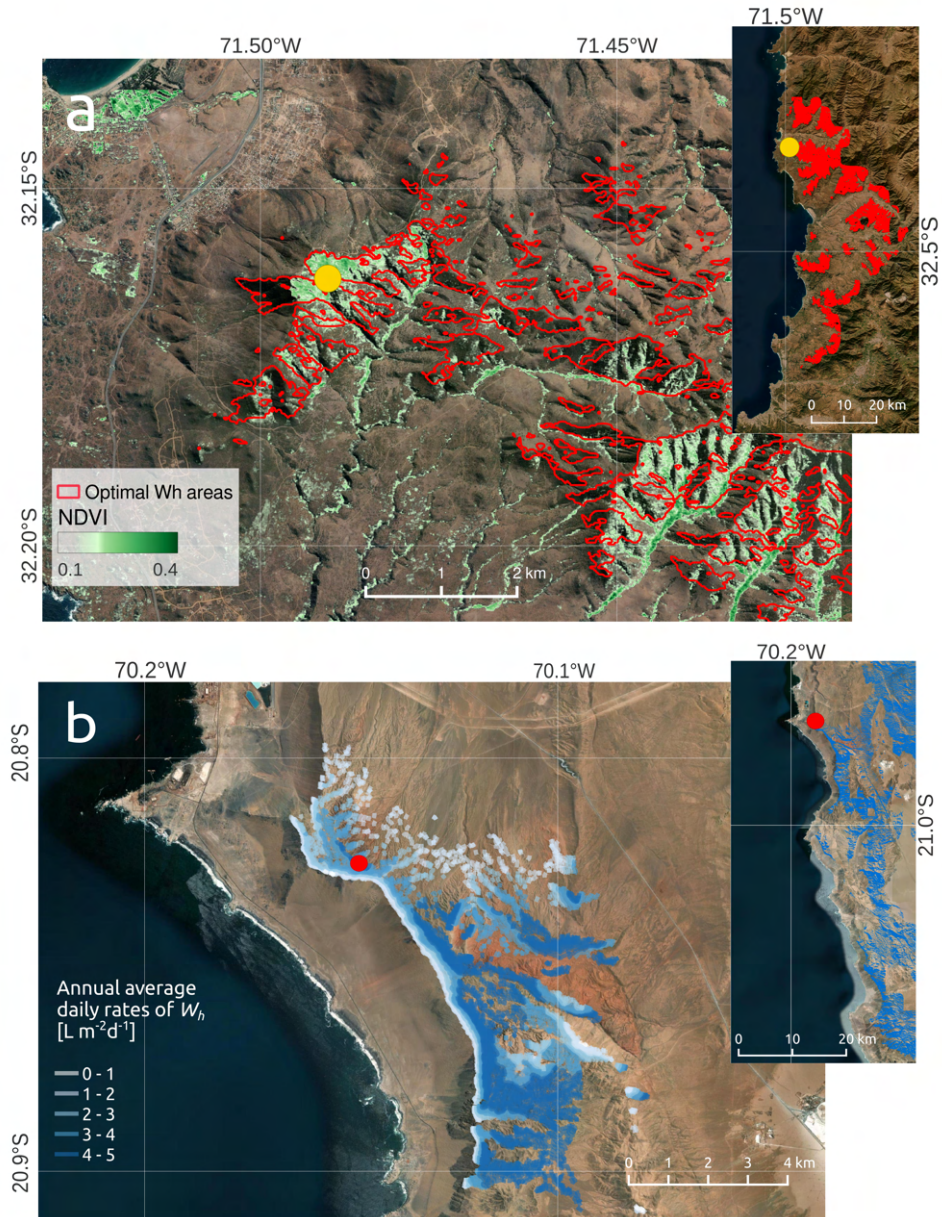 71.50°W
71.45°W
71.5°W
a
32.15°S
32.5°S
0 10 20 km
Optimal Wh areas
NDVI
0.1 0.4
32.20°S
0 1 2 km
70.2°W
70.1°W
70.2°W
b
20.8°S
21.0°S
Annual average
daily rates of Wh
[L m-2d-1]
0 - 1
1 - 2
2 - 3
3 - 4
4 - 5
0 10 20 km
20.9°S
0 1 2 3 4 km